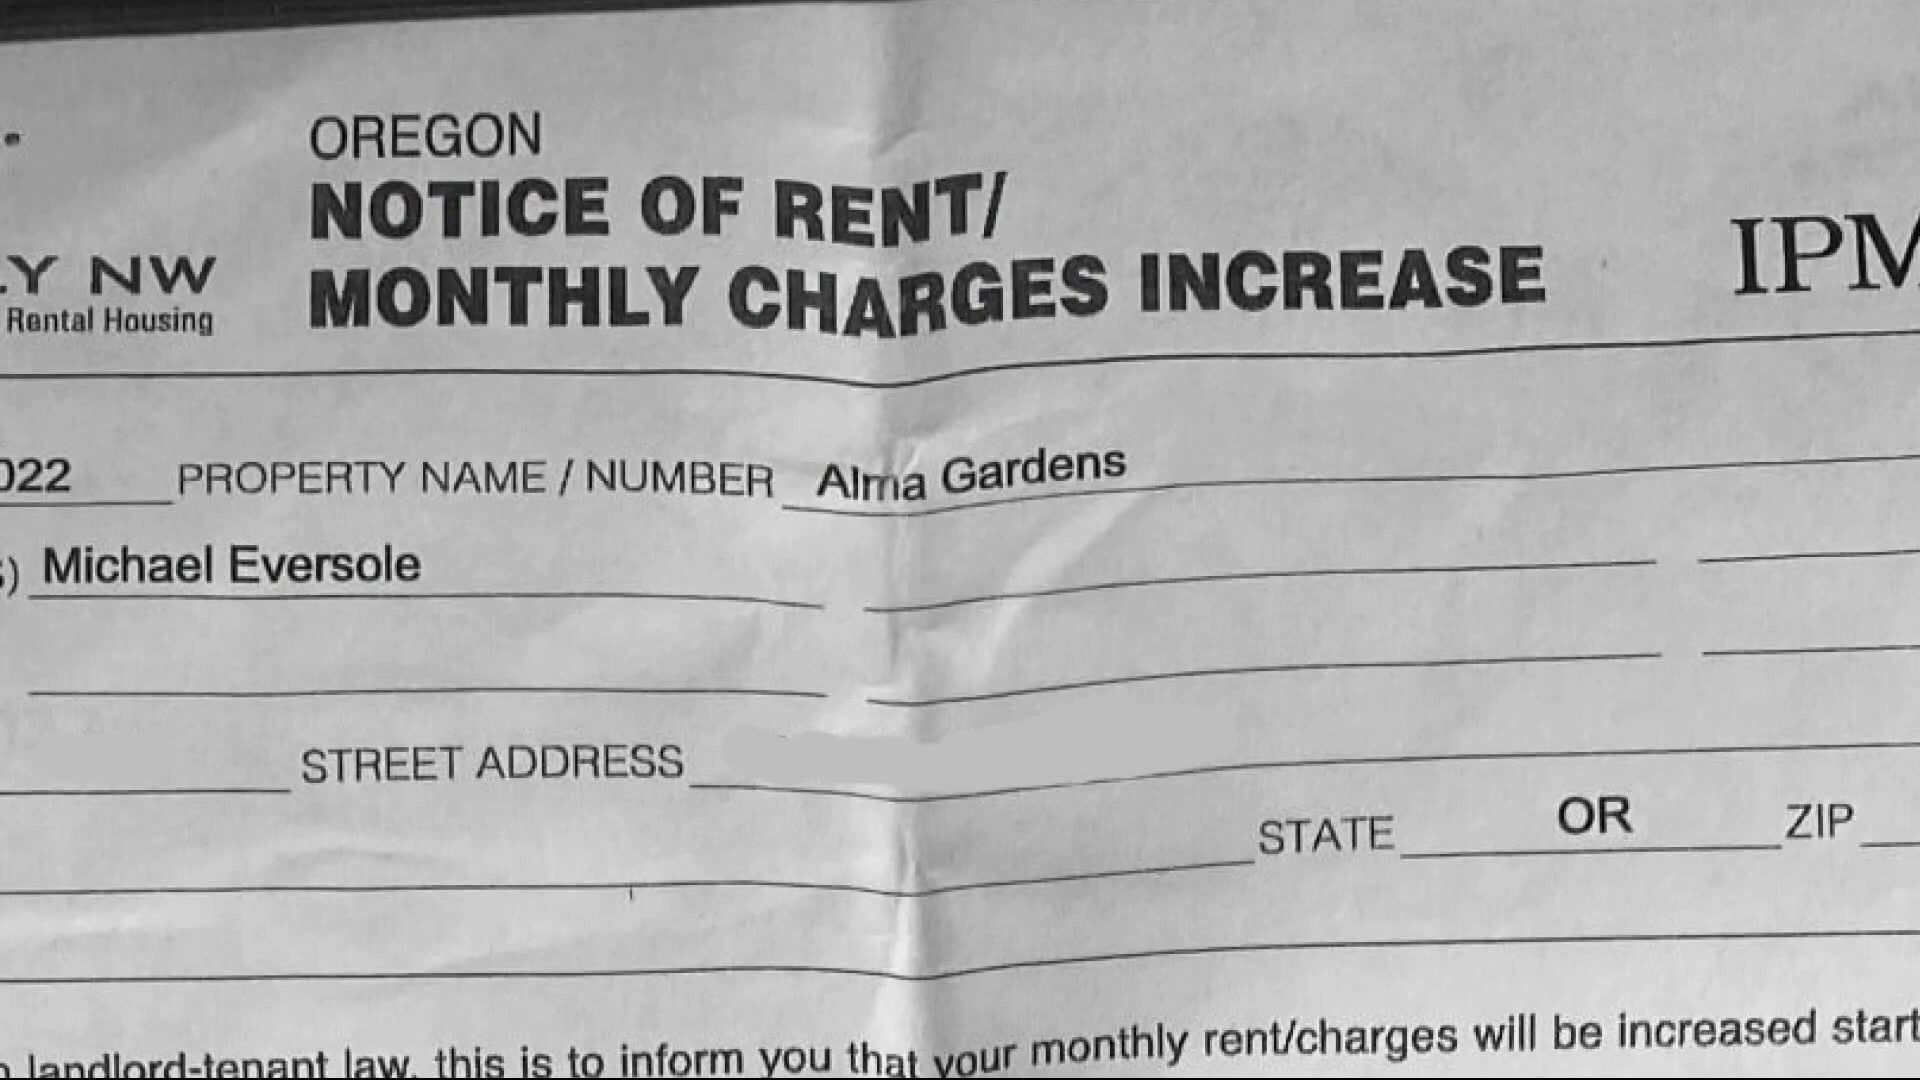 OREGON
NOTICE OF RENT/
MONTHLY CHARGES INCREASE
IPM
Y NW
Rental Housing
022 PROPERTY NAME / NUMBER Alma Gardens
) Michael Eversole
STREET ADDRESS
STATE OR ZIP
landlord-tenant law, this is to inform you that your monthly rent/charges will be increased start